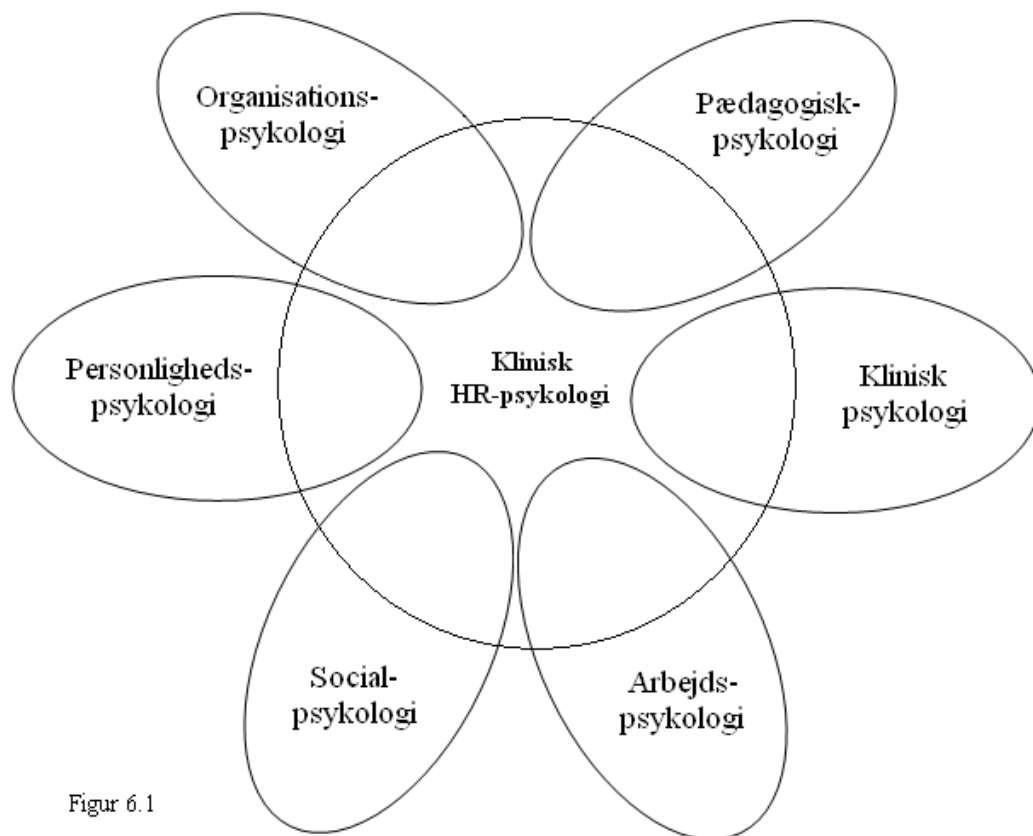 Organisations-
psykologi
Pædagogisk-
psykologi
Personligheds-
psykologi
Klinisk
HR-psykologi
Klinisk
psykologi
Social-
psykologi
Arbejds-
psykologi
Figur 6.1